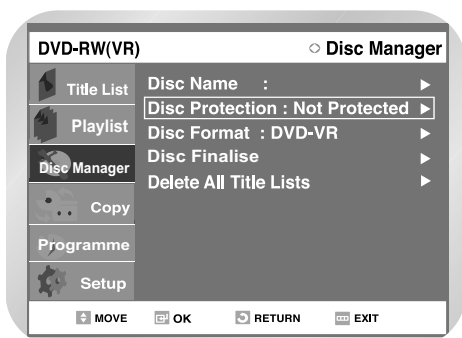 DVD-RW(VR) Disc Manager
Title List
Playlist
Disc Manager
Copy
Programme
Setup
Disc Name :
Disc Protection : Not Protected
Disc Format : DVD-VR
Disc Finalise
Delete All Title Lists
MOVE OK RETURN EXIT